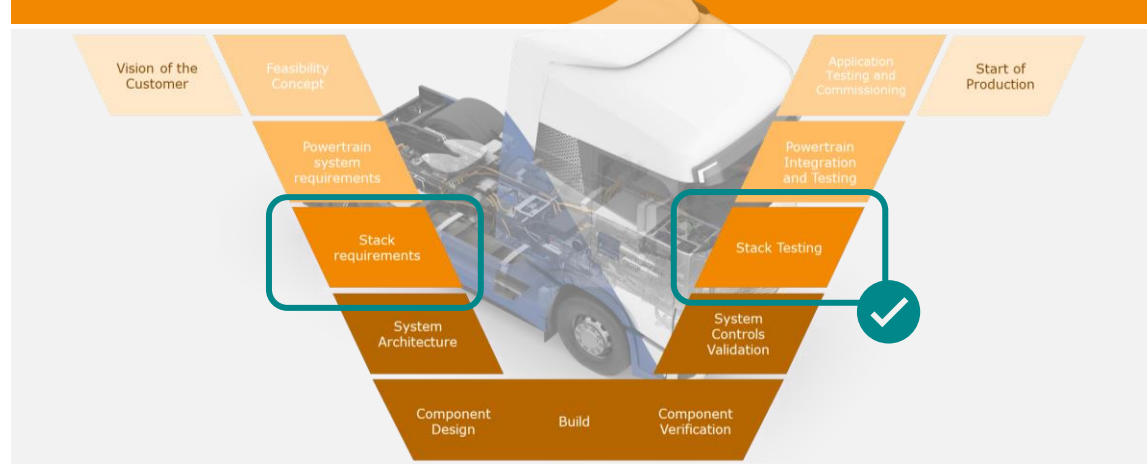 Vision of the
Customer
Feasibility
Concept
Application
Testing and
Commissioning
Start of
Production
Powertrain
system
requirements
Powertrain
Integration
and Testing
Stack
requirements
Stack Testing
System
Architecture
System
Controls
Validation
Component
Design
Build
Component
Verification